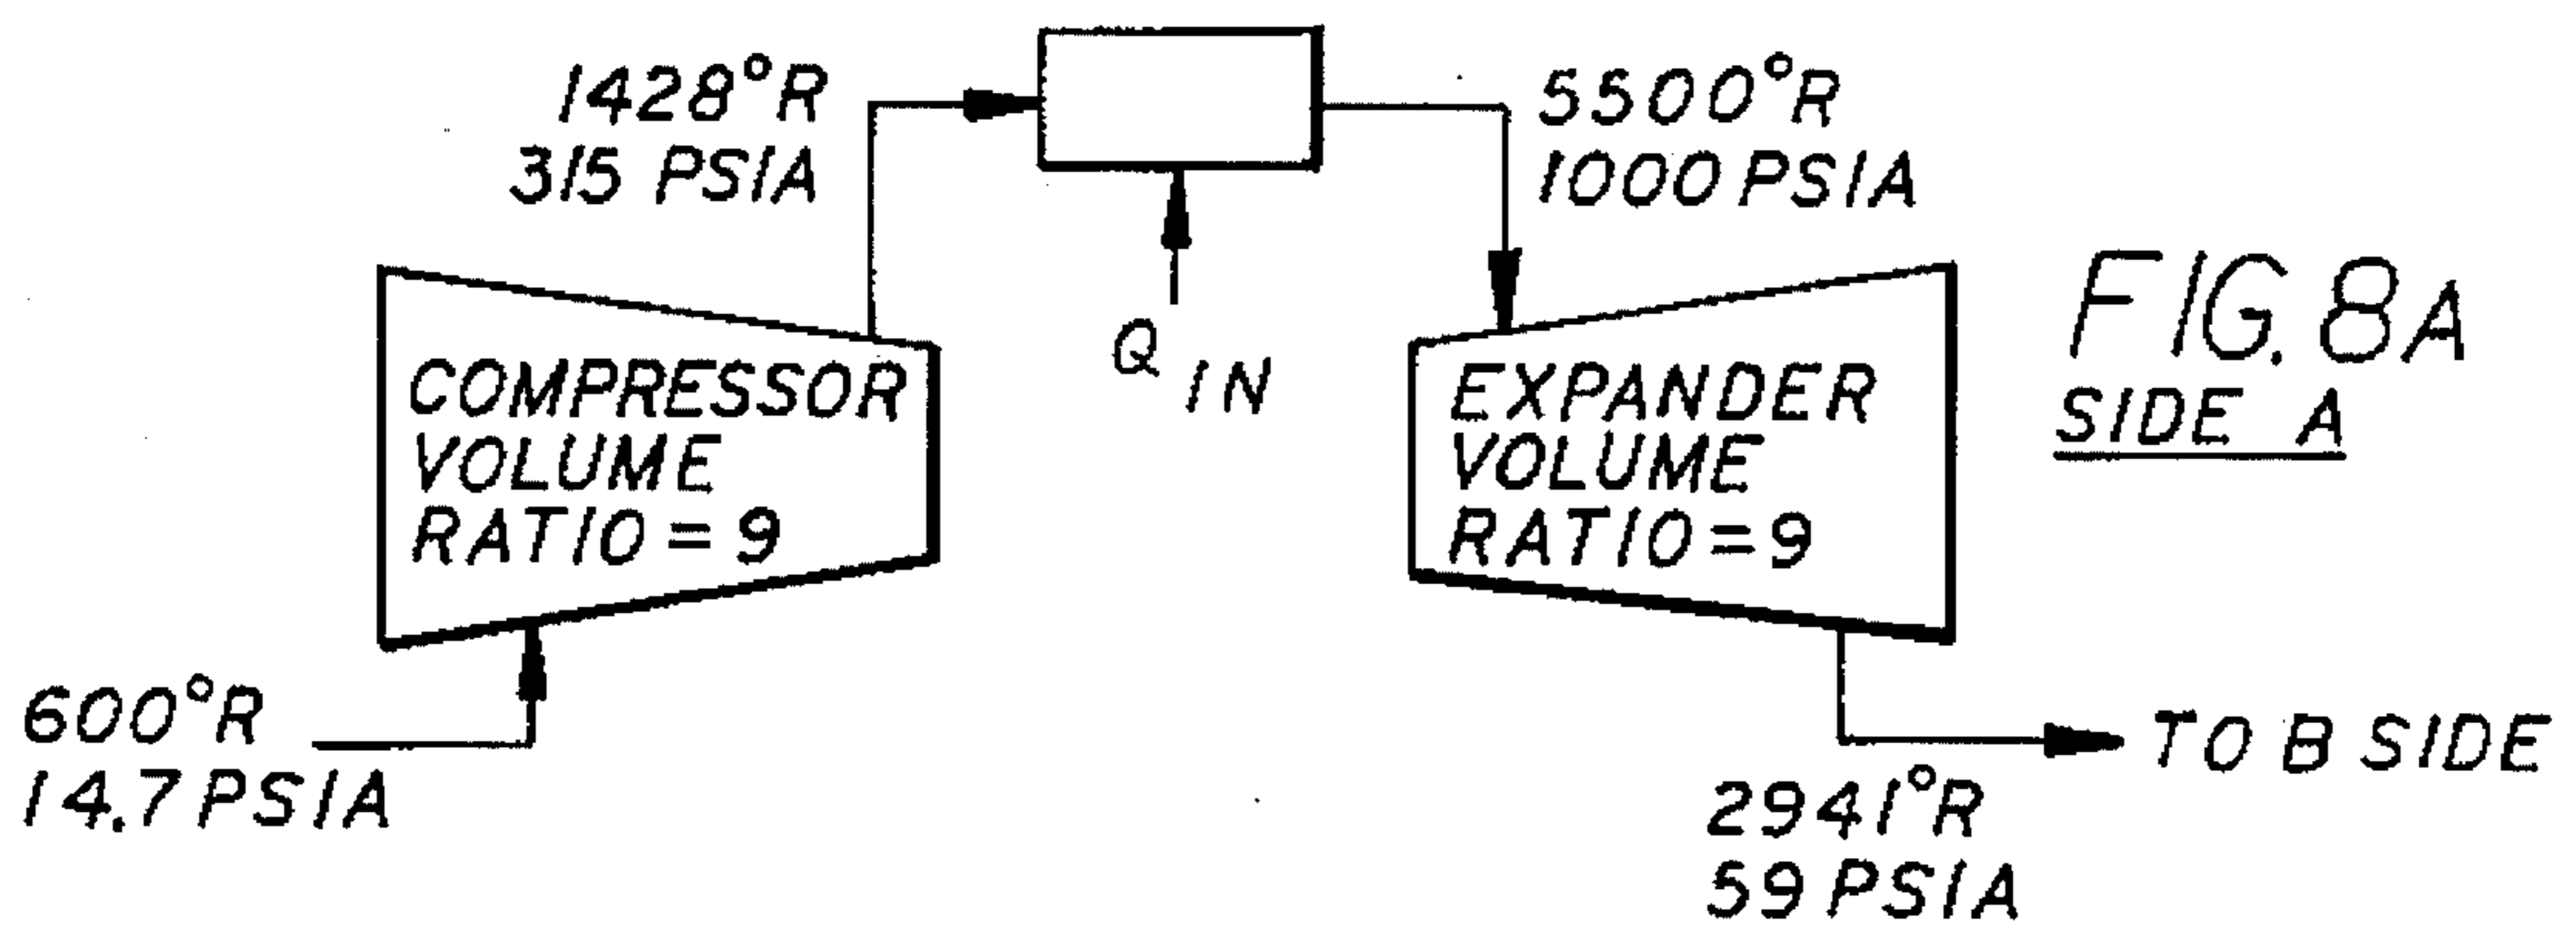 1428°R
315 PSIA
5500°R
1000 PSIA
Q IN
COMPRESSOR
VOLUME
RATIO = 9
EXPANDER
VOLUME
RATIO = 9
FIG. 8A
SIDE A
600°R
14.7 PSIA
TO B SIDE
2941°R
59 PSIA